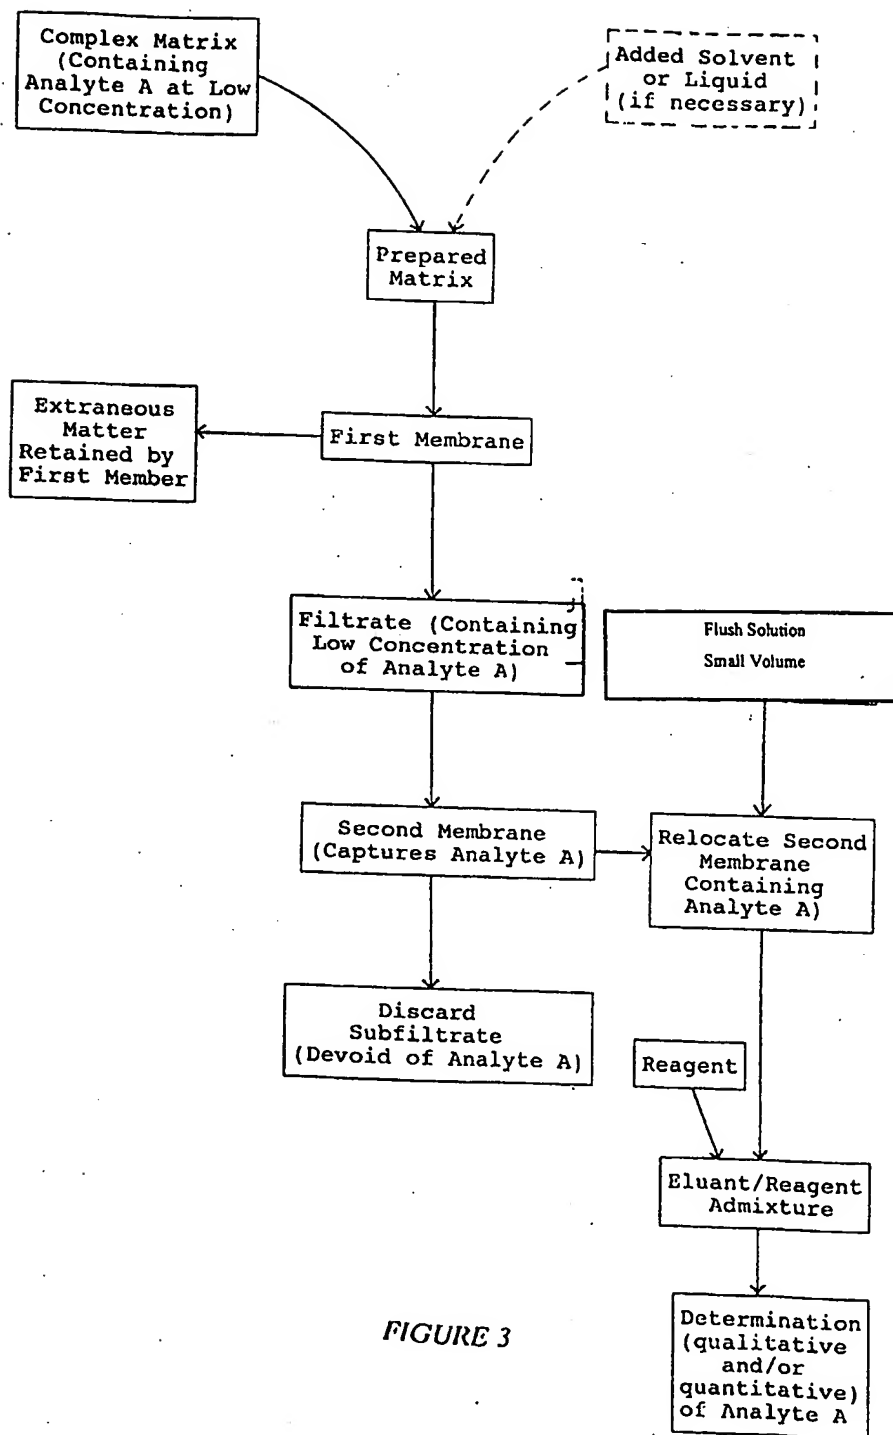 Complex Matrix
(Containing
Analyte A at Low
Concentration)
Added Solvent
or Liquid
(if necessary)
Prepared
Matrix
Extraneous
Matter
Retained by
First Member
First Membrane
Filtrate (Containing
Low Concentration
of Analyte A)
Flush Solution
Small Volume
Second Membrane
(Captures Analyte A)
Relocate Second
Membrane
Containing
Analyte A)
Discard
Subfiltrate
(Devoid of Analyte A)
Reagent
Eluant/Reagent
Admixture
Determination
(qualitative
and/or
quantitative)
of Analyte A
FIGURE 3